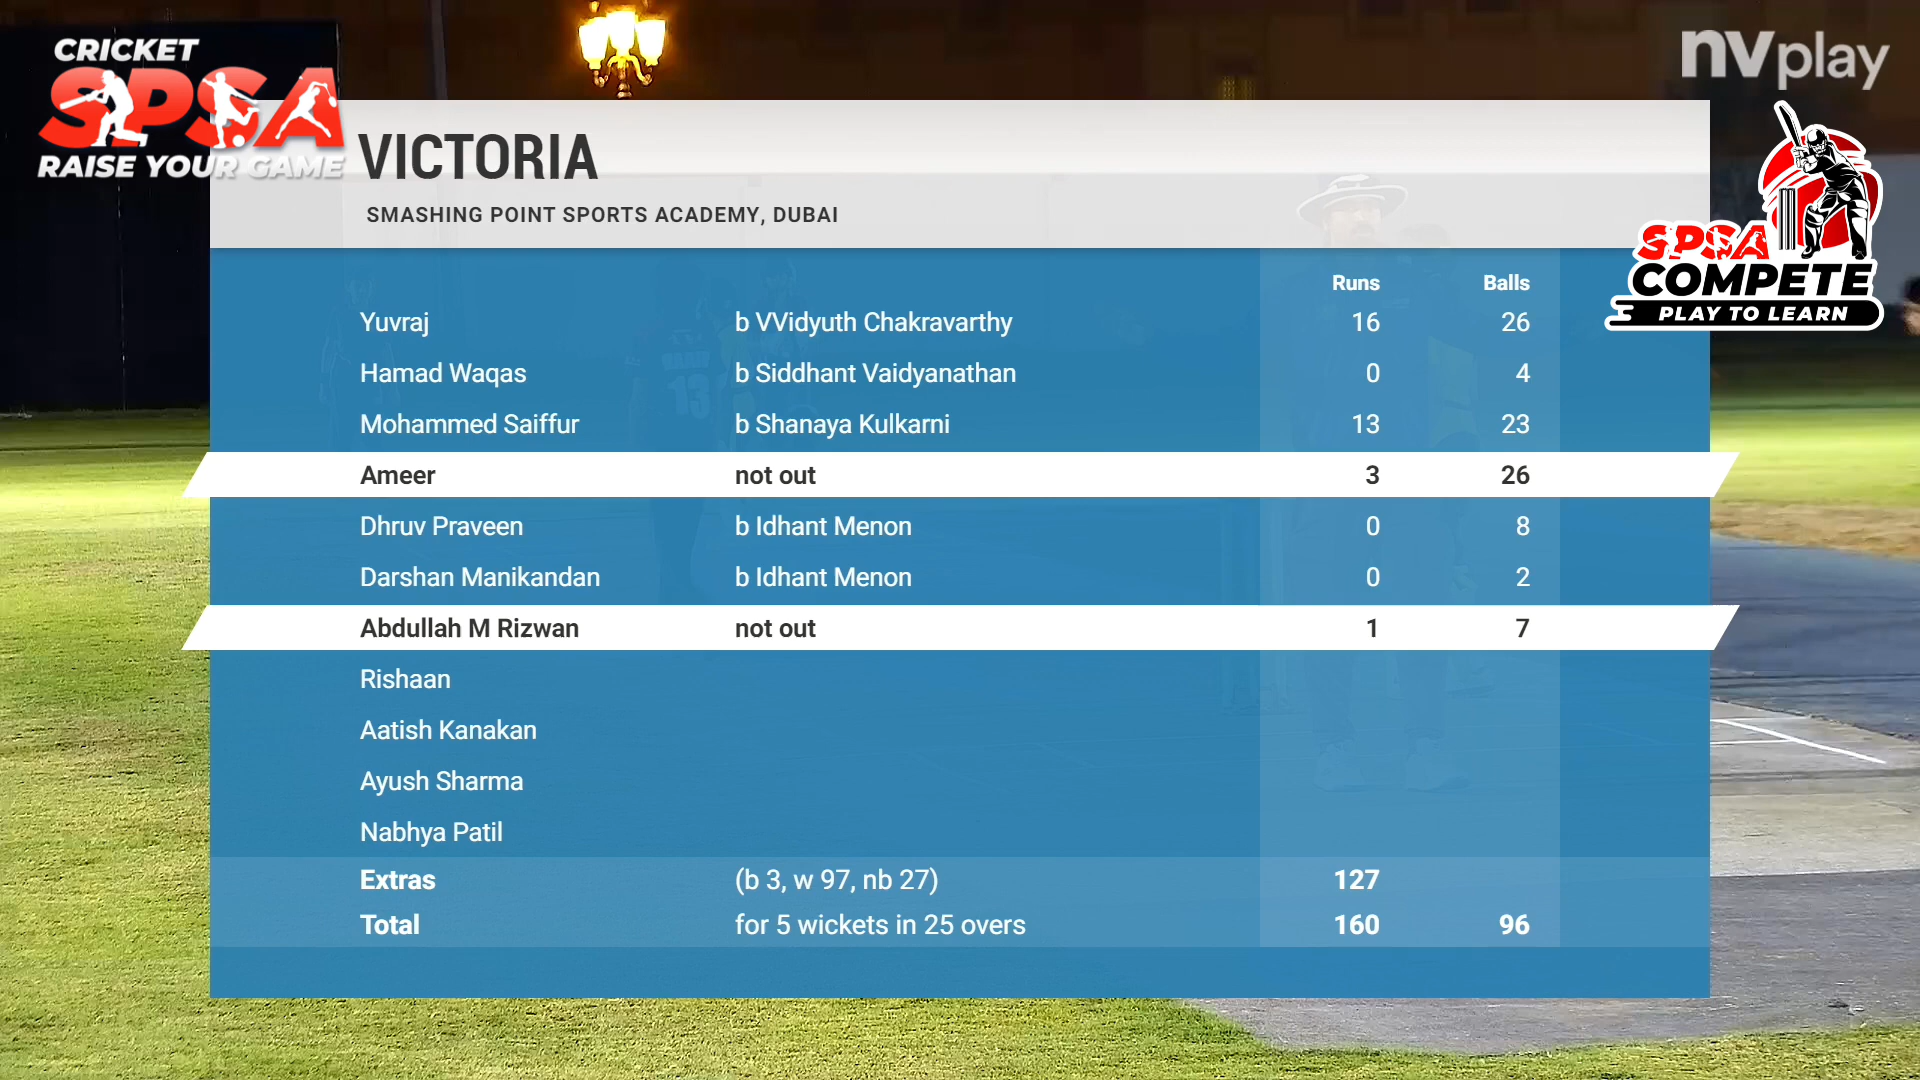 CRICKET
SPSA
RAISE YOUR GAME
nvplay
VICTORIA
SMASHING POINT SPORTS ACADEMY, DUBAI
SPSA
COMPETE
PLAY TO LEARN
Runs Balls
Yuvraj b VVidyuth Chakravarthy 16 26
Hamad Waqas b Siddhant Vaidyanathan 0 4
Mohammed Saiffur b Shanaya Kulkarni 13 23
Ameer not out 3 26
Dhruv Praveen b Idhant Menon 0 8
Darshan Manikandan b Idhant Menon 0 2
Abdullah M Rizwan not out 1 7
Rishaan
Aatish Kanakan
Ayush Sharma
Nabhya Patil
Extras (b 3, w 97, nb 27) 127
Total for 5 wickets in 25 overs 160 96
13